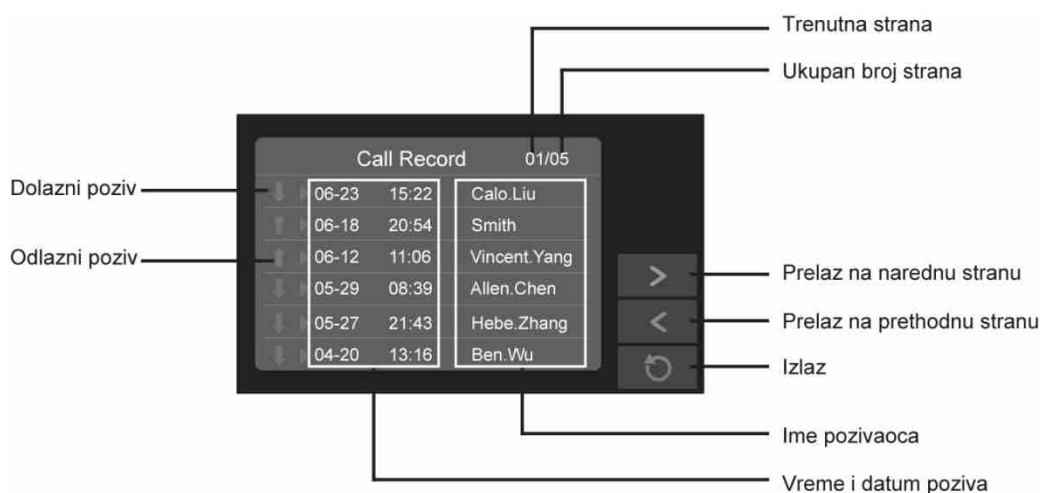 Trenutna strana
Ukupan broj strana
Call Record 01/05
Dolazni poziv
06-23 15:22 Calo.Liu
06-18 20:54 Smith
Odlazni poziv
06-12 11:06 Vincent.Yang
05-29 08:39 Allen.Chen
05-27 21:43 Hebe.Zhang
04-20 13:16 Ben.Wu
Prelaz na narednu stranu
Prelaz na prethodnu stranu
Izlaz
Ime pozivaoca
Vreme i datum poziva